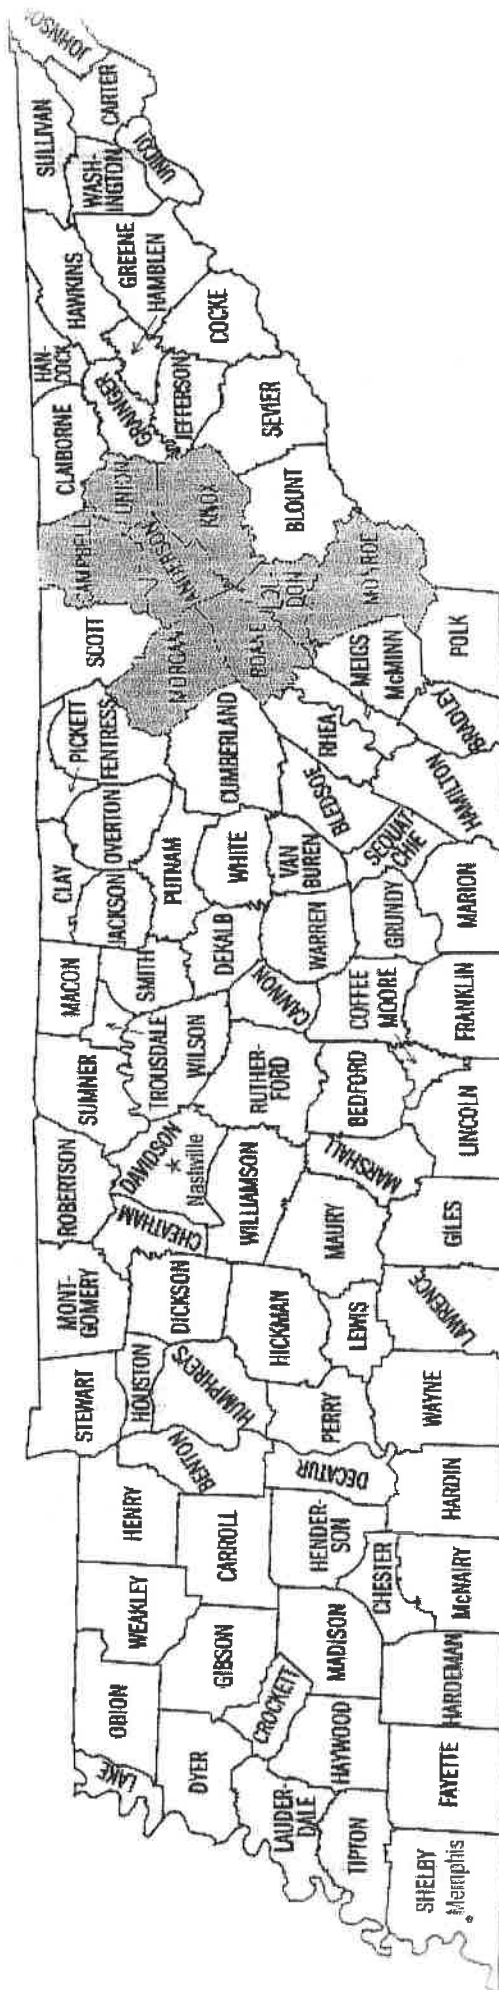 LAKE
OBION
WEAKLEY
HENRY
STEWART
MONT-
GOMERY
ROBERTSON
SUMNER
MACON
CLAY
PICKETT
SCOTT
CAMPBELL
CLAIBORNE
HAN-
COCK
HAWKINS
SULLIVAN
JOHNSON
CARTER
WASH-
INGTON
UNICOI
GREENE
HAMBLEN
COCKE
JEFFERSON
GRAINGER
UNION
KNOX
SEVIER
BLOUNT
ANDERSON
MORGAN
ROANE
LOU
DON
MONROE
POLK
McMINN
MEIGS
BRADLEY
HAMILTON
RHEA
BLEDSOE
SEQUAT-
CHIE
CUMBERLAND
FENTRESS
OVERTON
JACKSON
PUTNAM
WHITE
VAN
BUREN
WARREN
GRUNDY
MARION
FRANKLIN
COFFEE
MOORE
CANNON
DEKALB
SMITH
TROUSDALE
WILSON
DAVIDSON
Nashville
CHEATHAM
RUTHER-
FORD
BEDFORD
LINCOLN
MARSHALL
WILLIAMSON
MAURY
GILES
LAWRENCE
LEWIS
HICKMAN
DICKSON
HOUSTON
HUMPHREYS
PERRY
WAYNE
HARDIN
DECATUR
BENTON
CARROLL
HENDER-
SON
CHESTER
McNAIRY
HARDEMAN
MADISON
GIBSON
CROCKETT
DYER
LAUDER-
DALE
HAYWOOD
TIPTON
FAYETTE
SHELBY
Memphis